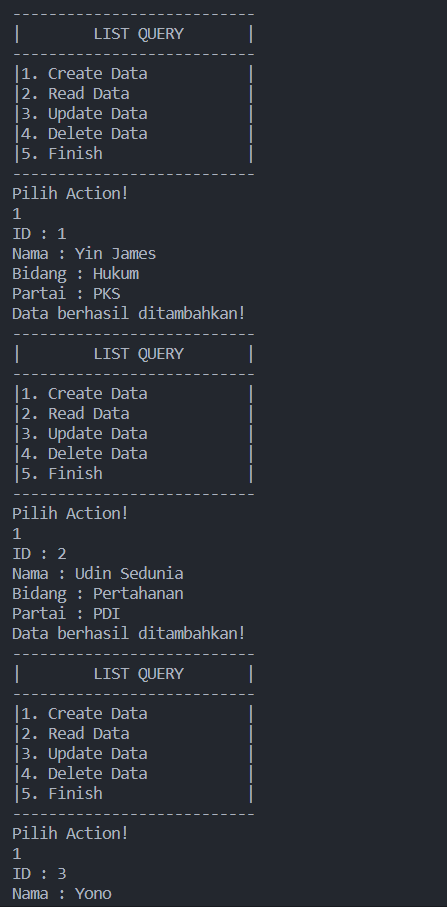 ---------------------------
|        LIST QUERY       |
---------------------------
|1. Create Data           |
|2. Read Data             |
|3. Update Data           |
|4. Delete Data           |
|5. Finish                |
---------------------------
Pilih Action!
1
ID : 1
Nama : Yin James
Bidang : Hukum
Partai : PKS
Data berhasil ditambahkan!
---------------------------
|        LIST QUERY       |
---------------------------
|1. Create Data           |
|2. Read Data             |
|3. Update Data           |
|4. Delete Data           |
|5. Finish                |
---------------------------
Pilih Action!
1
ID : 2
Nama : Udin Sedunia
Bidang : Pertahanan
Partai : PDI
Data berhasil ditambahkan!
---------------------------
|        LIST QUERY       |
---------------------------
|1. Create Data           |
|2. Read Data             |
|3. Update Data           |
|4. Delete Data           |
|5. Finish                |
---------------------------
Pilih Action!
1
ID : 3
Nama : Yono